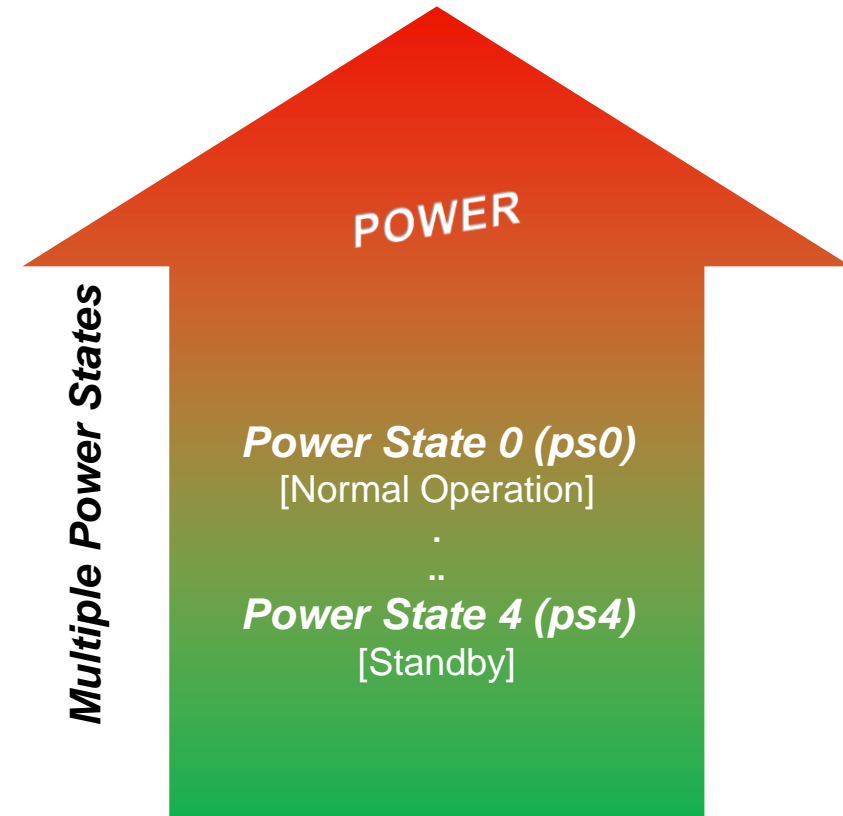 POWER
Multiple Power States
Power State 0 (ps0)
[Normal Operation]
.
..
Power State 4 (ps4)
[Standby]